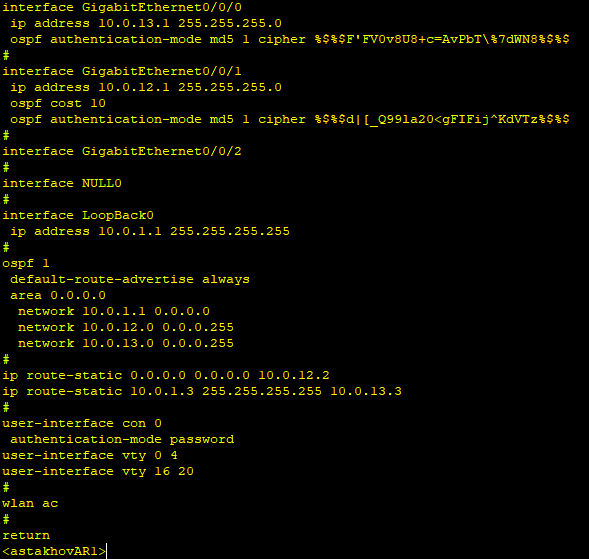 interface GigabitEthernet0/0/0
 ip address 10.0.13.1 255.255.255.0
 ospf authentication-mode md5 1 cipher %$%$F'FV0v8U8+c=AvPbT\%7dWN8%$%$
#
interface GigabitEthernet0/0/1
 ip address 10.0.12.1 255.255.255.0
 ospf cost 10
 ospf authentication-mode md5 1 cipher %$%$d|[_Q99la20<gFIFij^KdVTz%$%$
#
interface GigabitEthernet0/0/2
#
interface NULL0
#
interface LoopBack0
 ip address 10.0.1.1 255.255.255.255
#
ospf 1
 default-route-advertise always
 area 0.0.0.0
  network 10.0.1.1 0.0.0.0
  network 10.0.12.0 0.0.0.255
  network 10.0.13.0 0.0.0.255
#
ip route-static 0.0.0.0 0.0.0.0 10.0.12.2
ip route-static 10.0.1.3 255.255.255.255 10.0.13.3
#
user-interface con 0
 authentication-mode password
user-interface vty 0 4
user-interface vty 16 20
#
wlan ac
#
return
<astakhovAR1>